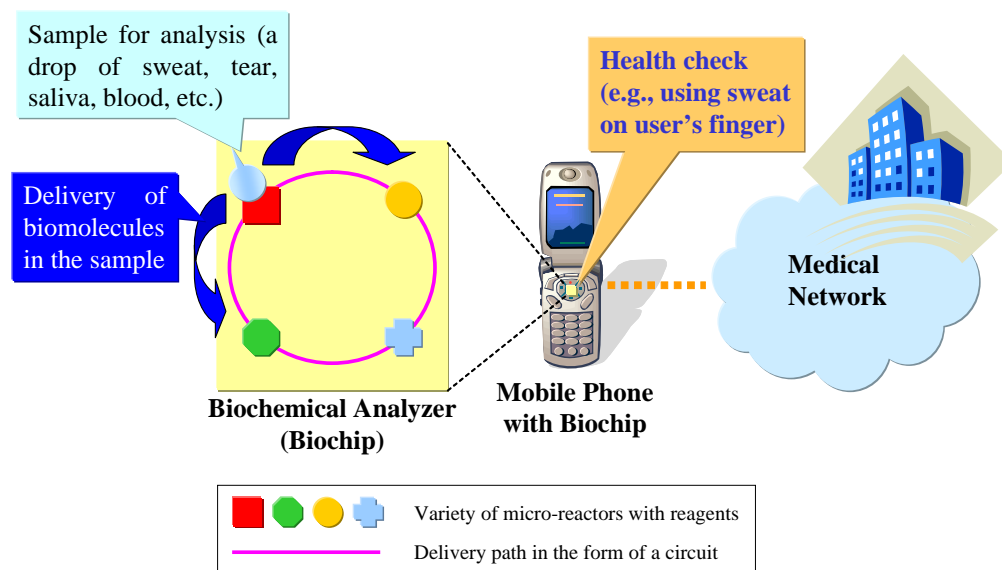 Sample for analysis (a
drop of sweat, tear,
saliva, blood, etc.)
Health check
(e.g., using sweat
on user's finger)
Delivery of
biomolecules
in the sample
Medical
Network
Biochemical Analyzer
(Biochip)
Mobile Phone
with Biochip
Variety of micro-reactors with reagents
Delivery path in the form of a circuit